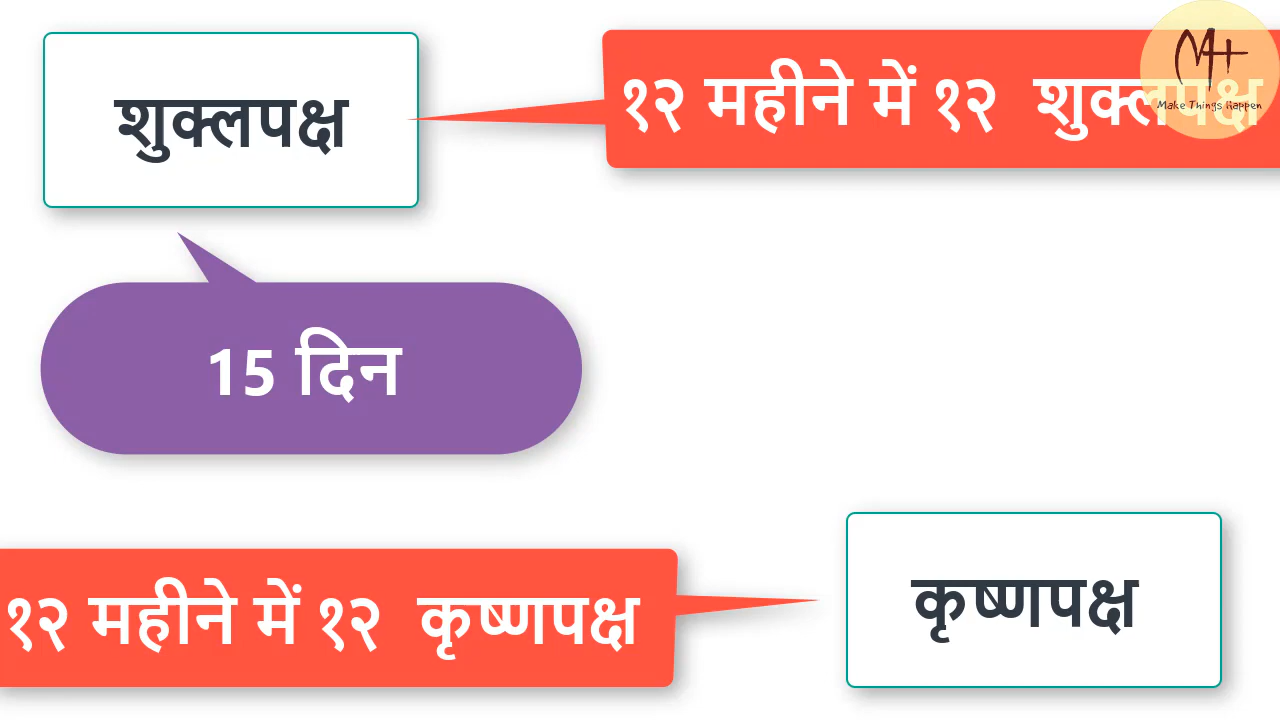 शुक्लपक्ष
१२ महीने में १२ शुक्लपक्ष
Make Things Happen
15 दिन
१२ महीने में १२ कृष्णपक्ष
कृष्णपक्ष